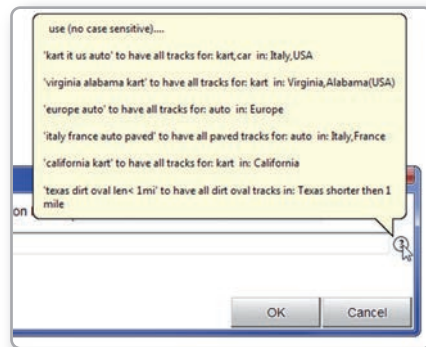 use (no case sensitive)....
'kart it us auto' to have all tracks for: kart,car in: Italy,USA
'virginia alabama kart' to have all tracks for: kart in: Virginia,Alabama(USA)
'europe auto' to have all tracks for: auto in: Europe
'italy france auto paved' to have all paved tracks for: auto in: Italy,France
'california kart' to have all tracks for: kart in: California
'texas dirt oval len< 1mi' to have all dirt oval tracks in: Texas shorter then 1
mile
on
OK Cancel